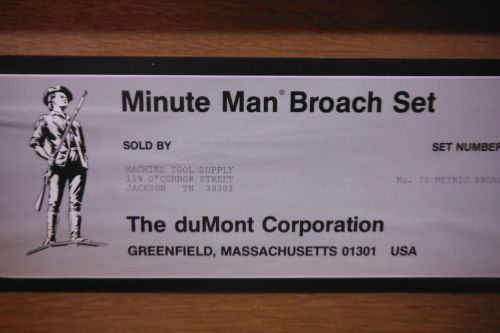 Minute Man® Broach Set
SOLD BY
SET NUMBER
MACHINE TOOL SUPPLY
119 O'CONNOR STREET
JACKSON TN 38301
No. 70 METRIC BROA
The duMont Corporation
GREENFIELD, MASSACHUSETTS 01301 USA